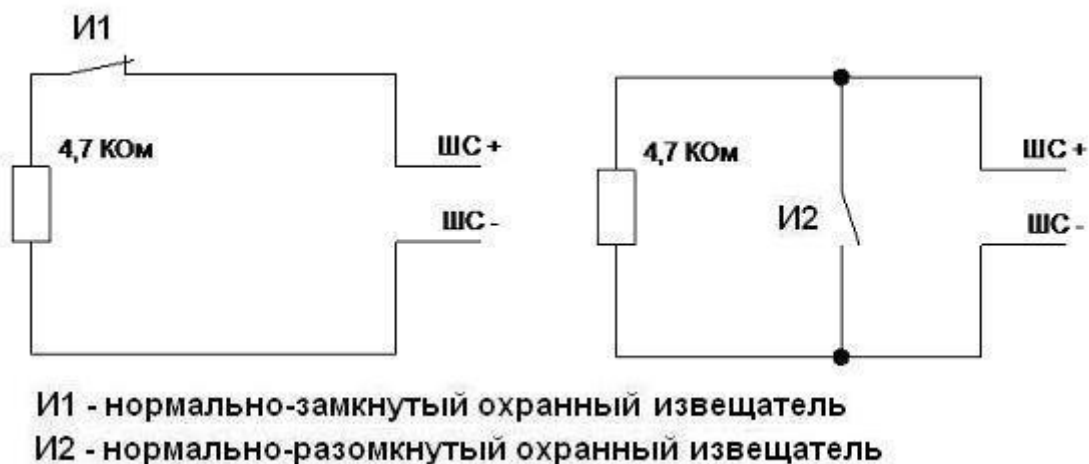 И1
4,7 КОм
ШС +
ШС -
4,7 КОм
И2
ШС +
ШС -
И1 - нормально-замкнутый охранный извещатель
И2 - нормально-разомкнутый охранный извещатель